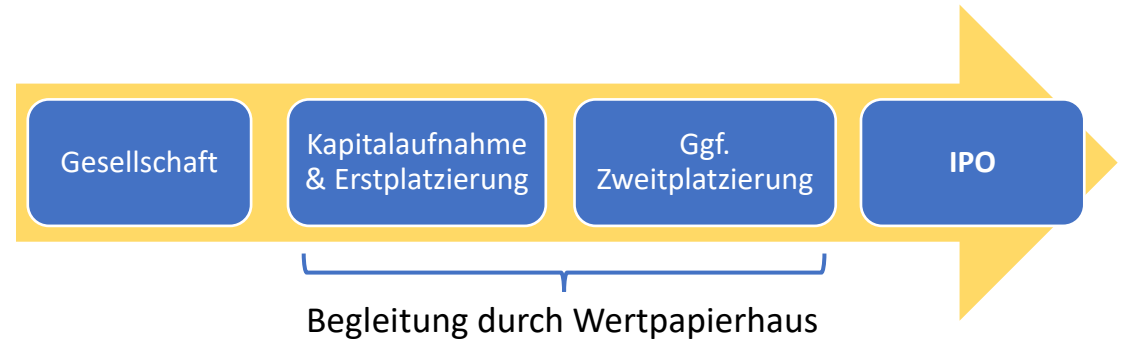 Gesellschaft
Kapitalaufnahme
& Erstplatzierung
Ggf.
Zweitplatzierung
IPO
Begleitung durch Wertpapierhaus